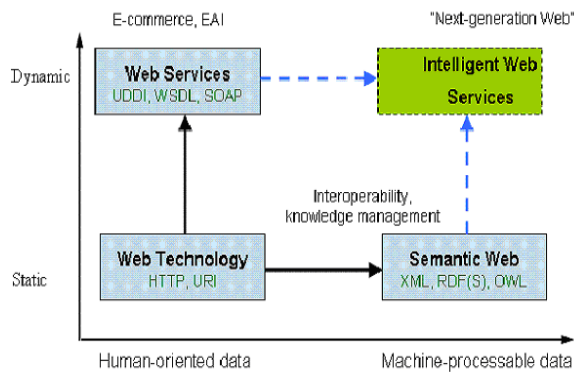 E-commerce, EAI
"Next-generation Web"
Dynamic
Web Services
UDDI, WSDL, SOAP
Intelligent Web
Services
Interoperability,
knowledge management
Web Technology
HTTP, URI
Semantic Web
XML, RDF(S), OWL
Static
Human-oriented data
Machine-processable data